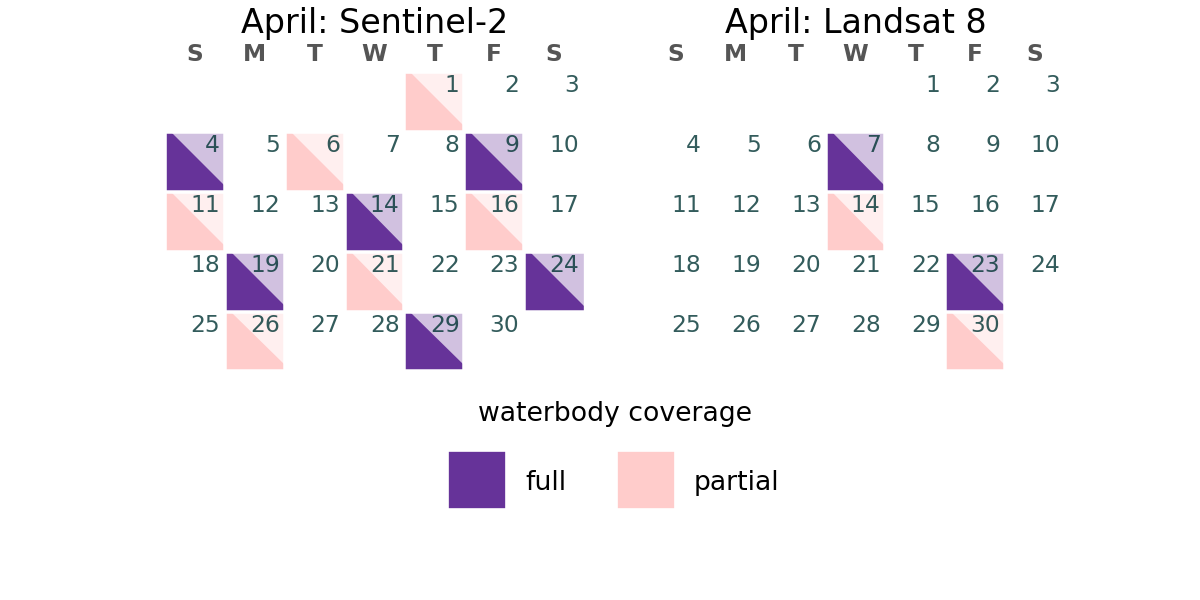 April: Sentinel-2
S M T W T F S
1 2 3
4 5 6 7 8 9 10
11 12 13 14 15 16 17
18 19 20 21 22 23 24
25 26 27 28 29 30
April: Landsat 8
S M T W T F S
1 2 3
4 5 6 7 8 9 10
11 12 13 14 15 16 17
18 19 20 21 22 23 24
25 26 27 28 29 30
waterbody coverage
full partial